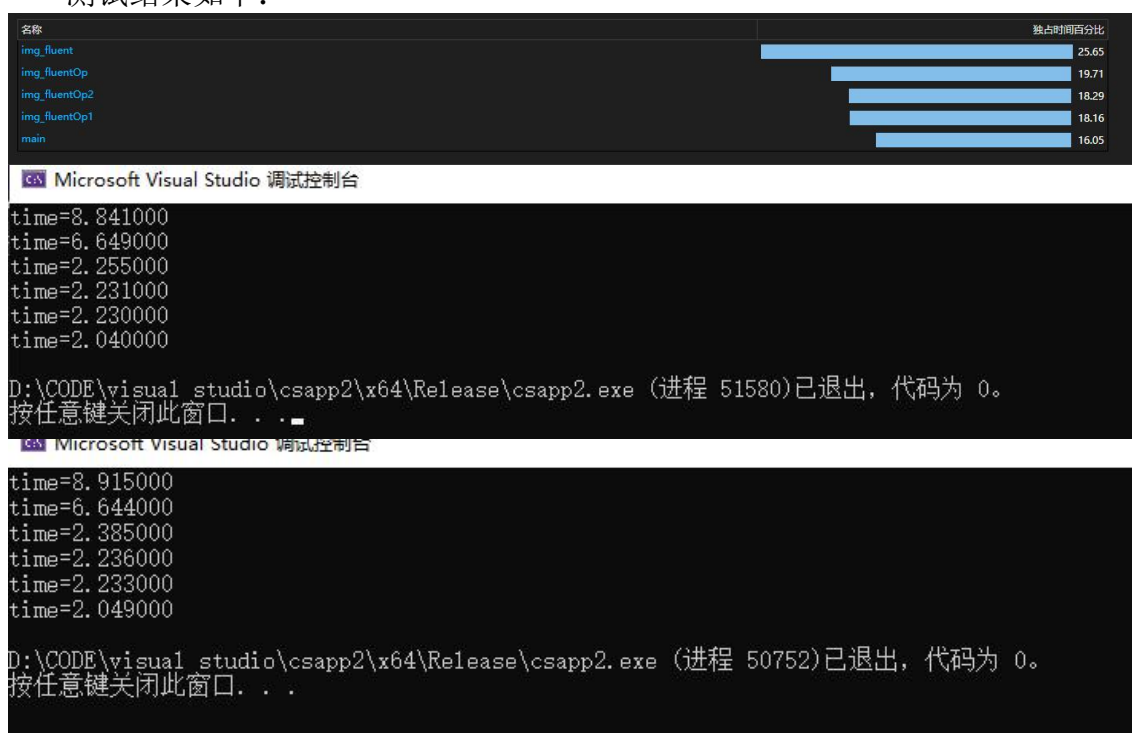 测试结果如下：
名称 独占时间百分比
img_fluent 25.65
img_fluentOp 19.71
img_fluentOp2 18.29
img_fluentOp1 18.16
main 16.05
Microsoft Visual Studio 调试控制台
time=8.841000
time=6.649000
time=2.255000
time=2.231000
time=2.230000
time=2.040000
D:\CODE\visual studio\csapp2\x64\Release\csapp2.exe (进程 51580)已退出，代码为 0。
按任意键关闭此窗口. . .
Microsoft Visual Studio 调试控制台
time=8.915000
time=6.644000
time=2.385000
time=2.236000
time=2.233000
time=2.049000
D:\CODE\visual studio\csapp2\x64\Release\csapp2.exe (进程 50752)已退出，代码为 0。
按任意键关闭此窗口. . .